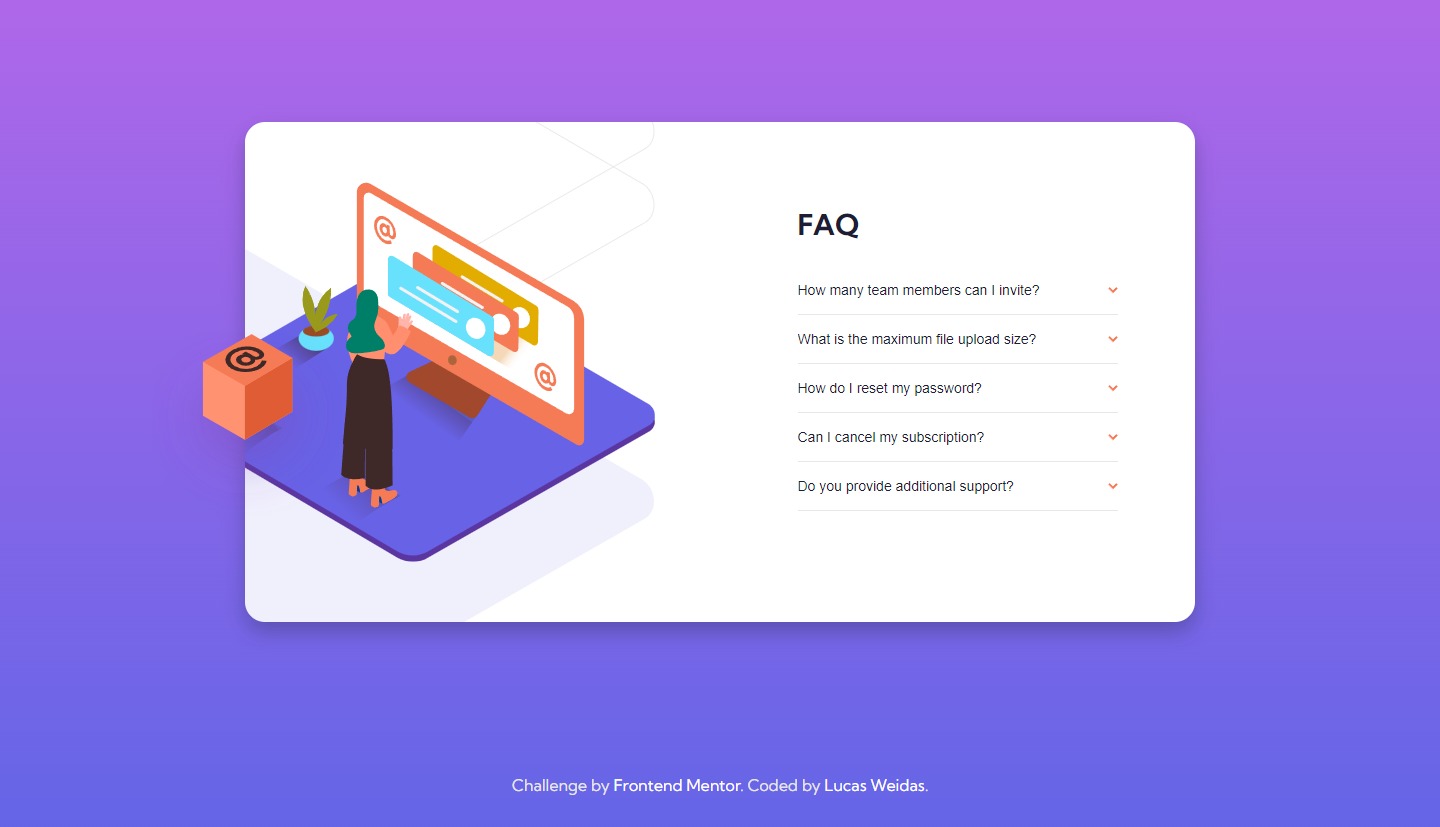 FAQ
How many team members can I invite?
What is the maximum file upload size?
How do I reset my password?
Can I cancel my subscription?
Do you provide additional support?
@
@
@
Challenge by Frontend Mentor. Coded by Lucas Weidas.